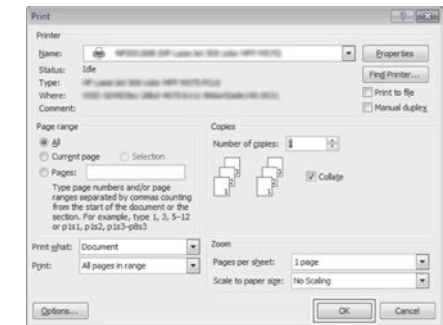 Print
Printer
Name:
Properties
Status: Idle
Find Printer...
Type:
Where:
Print to file
Comment:
Manual duplex
Page range
All
Current page Selection
Pages:
Type page numbers and/or page
ranges separated by commas counting
from the start of the document or the
section. For example, type 1, 3, 5–12
or p1s1, p1s2, p1s3–p8s3
Copies
Number of copies: 1
Collate
Print what: Document
Print: All pages in range
Zoom
Pages per sheet: 1 page
Scale to paper size: No Scaling
Options...
OK
Cancel